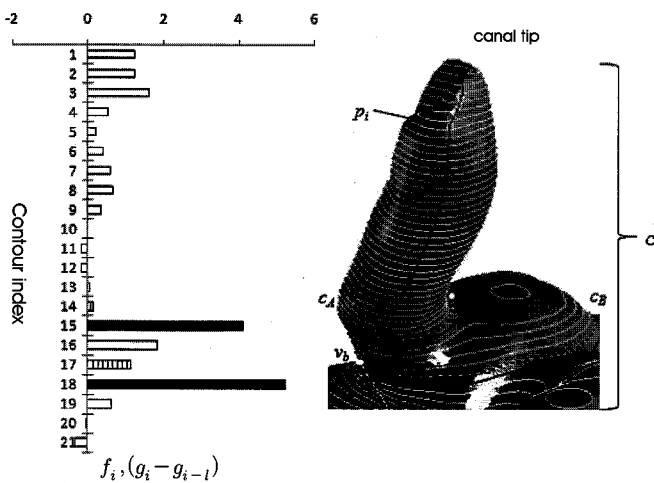 -2 0 2 4 6
1
2
3
4
5
6
7
8
9
10
11
12
13
14
15
16
17
18
19
20
21
Contour index
f_i, (g_i − g_{i−l})
canal tip
p_i
C
c_A
c_B
v_b